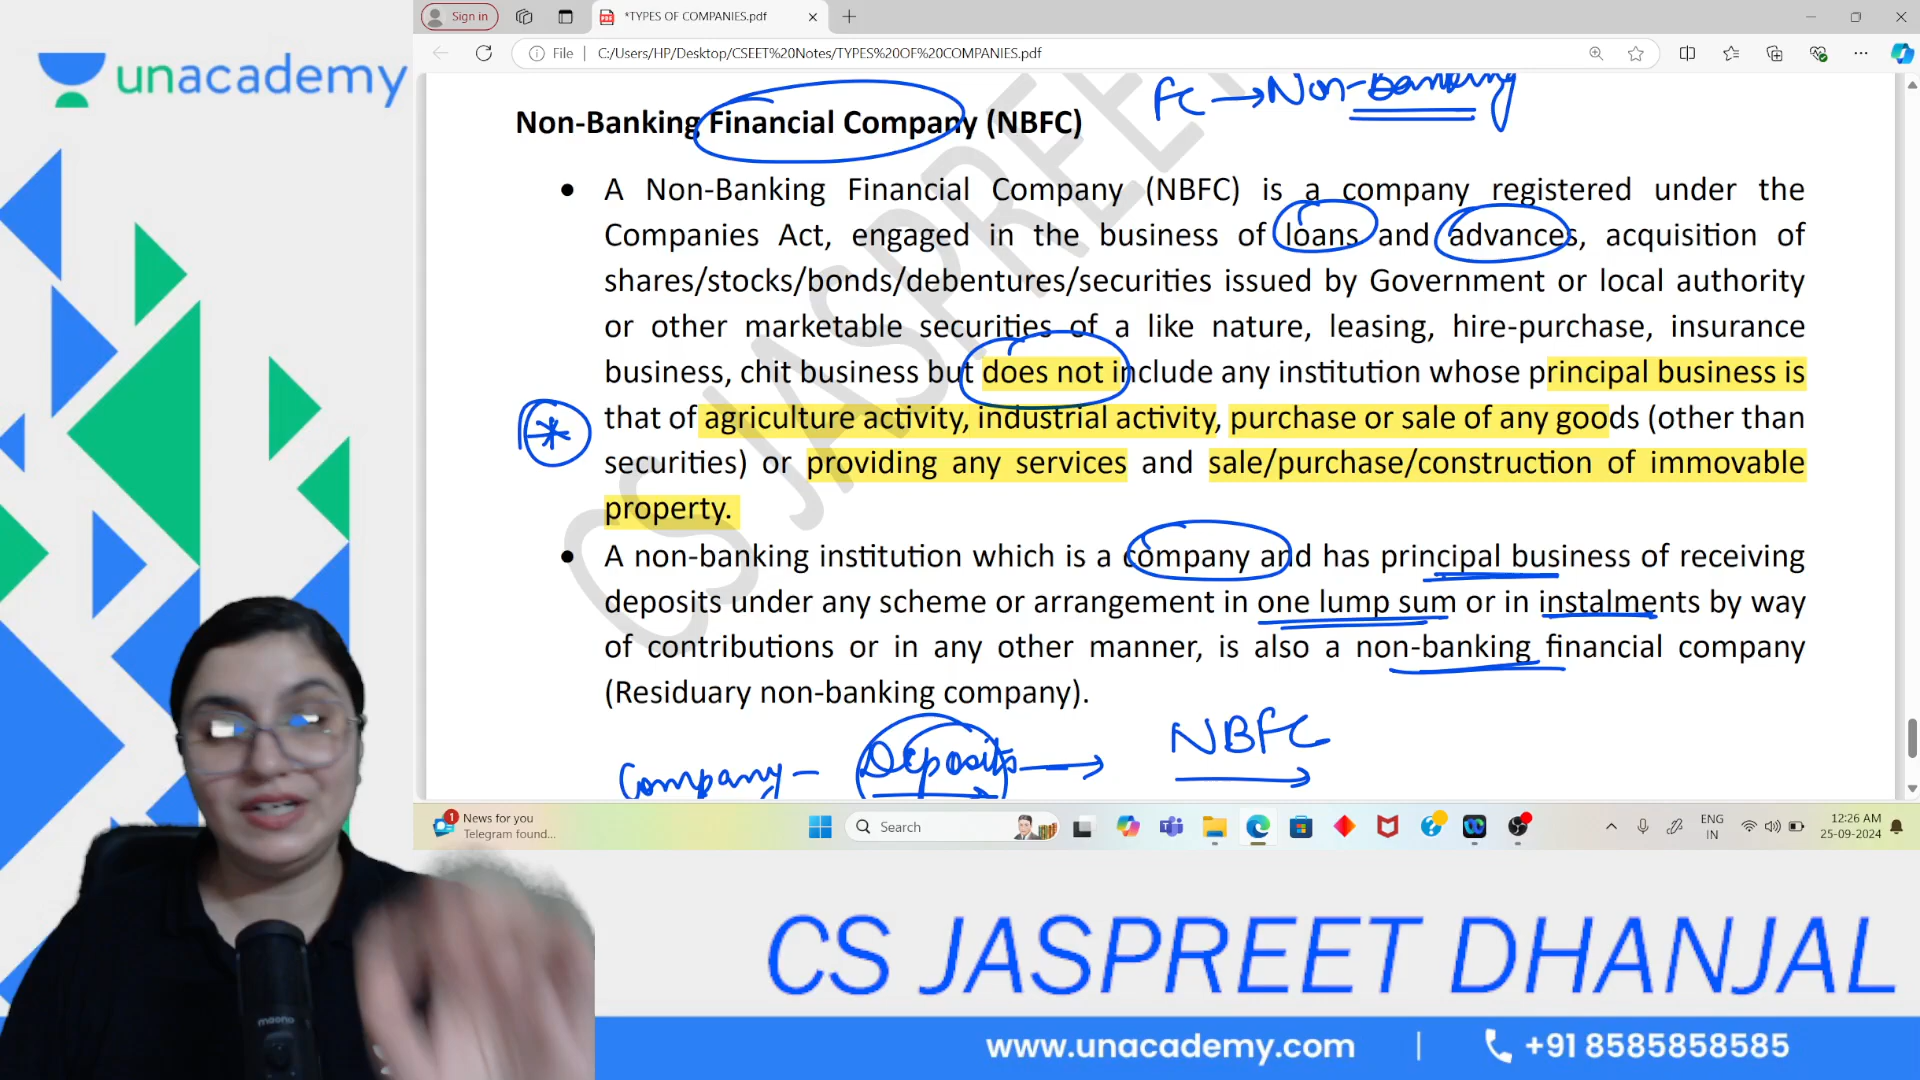 Sign in
*TYPES OF COMPANIES.pdf
File
C:/Users/HP/Desktop/CSEET%20Notes/TYPES%20OF%20COMPANIES.pdf
unacademy
FC → Non-Banking
Non-Banking Financial Company (NBFC)
• A Non-Banking Financial Company (NBFC) is a company registered under the
Companies Act, engaged in the business of loans and advances, acquisition of
shares/stocks/bonds/debentures/securities issued by Government or local authority
or other marketable securities of a like nature, leasing, hire-purchase, insurance
business, chit business but does not include any institution whose principal business is
that of agriculture activity, industrial activity, purchase or sale of any goods (other than
securities) or providing any services and sale/purchase/construction of immovable
property.
• A non-banking institution which is a company and has principal business of receiving
deposits under any scheme or arrangement in one lump sum or in instalments by way
of contributions or in any other manner, is also a non-banking financial company
(Residuary non-banking company).
Company - Deposits → NBFC
CS JASPREET
News for you
Telegram found...
1
Search
ENG
IN
12:26 AM
25-09-2024
maono
CS JASPREET DHANJAL
www.unacademy.com | +91 8585858585